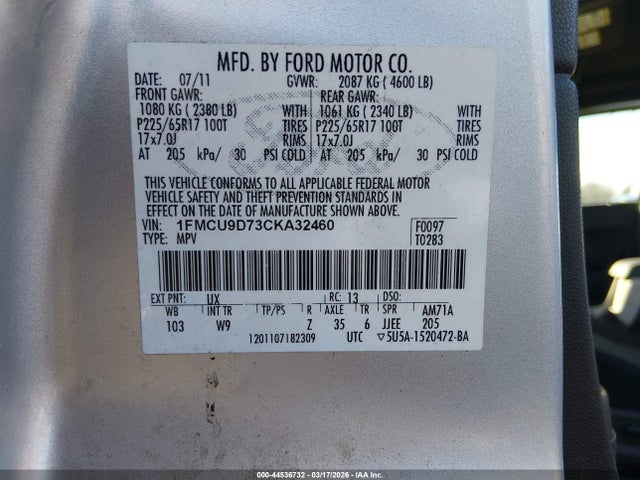 MFD. BY FORD MOTOR CO.
DATE: 07/11 GVWR: 2087 KG ( 4600 LB)
FRONT GAWR: REAR GAWR:
1080 KG ( 2380 LB) WITH 1061 KG ( 2340 LB) WITH
P225/65R17 100T TIRES P225/65R17 100T TIRES
17x7.0J RIMS 17x7.0J RIMS
AT 205 kPa/ 30 PSI COLD AT 205 kPa/ 30 PSI COLD
THIS VEHICLE CONFORMS TO ALL APPLICABLE FEDERAL MOTOR
VEHICLE SAFETY AND THEFT PREVENTION STANDARDS IN
EFFECT ON THE DATE OF MANUFACTURE SHOWN ABOVE.
VIN: 1FMCU9D73CKA32460 F0097
TYPE: MPV T0283
EXT PNT: UX RC: 13 DSO:
WB INT TR TP/PS R AXLE TR SPR AM71A
103 W9 Z 35 6 JJEE 205
1201107182309 UTC ▽5U5A-1520472-BA
© - 44536732 - 03/17/2026 - IAA Inc.